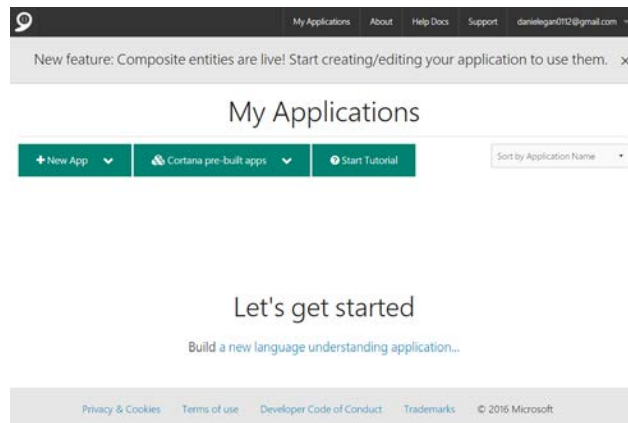 My Applications About Help Docs Support danielegan0112@gmail.com
New feature: Composite entities are live! Start creating/editing your application to use them. ×
My Applications
+ New App Cortana pre-built apps Start Tutorial Sort by Application Name
Let's get started
Build a new language understanding application...
Privacy & Cookies Terms of use Developer Code of Conduct Trademarks © 2016 Microsoft